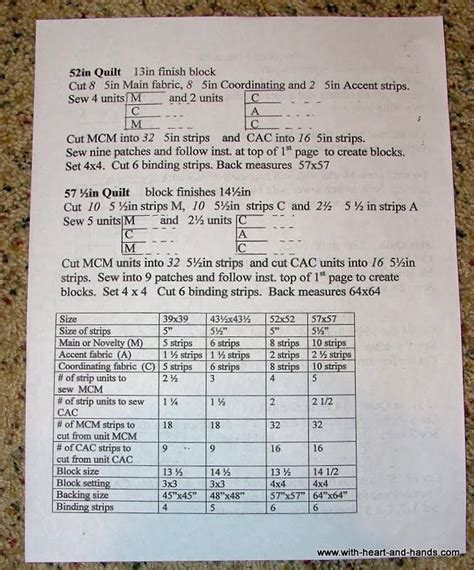 52in Quilt 13in finish block
Cut 8 5in Main fabric, 8 5in Coordinating and 2 5in Accent strips.
Sew 4 units M and 2 units C
C A
M C
Cut MCM into 32 5in strips and CAC into 16 5in strips.
Sew nine patches and follow inst. at top of 1st page to create blocks.
Set 4x4. Cut 6 binding strips. Back measures 57x57
57 ½in Quilt block finishes 14½in
Cut 10 5 ½in strips M, 10 5½in strips C and 2½ 5 ½ in strips A
Sew 5 units M and 2½ units C
C A
M C
Cut MCM units into 32 5½in strips and cut CAC units into 16 5½in
strips. Sew into 9 patches and follow inst. top of 1st page to create
blocks. Set 4 x 4 Cut 6 binding strips. Back measures 64x64
Size 39x39 43½x43½ 52x52 57x57
Size of strips 5" 5½" 5" 5½"
Main or Novelty (M) 5 strips 6 strips 8 strips 10 strips
Accent fabric (A) 1 ½ strips 1 ½ strips 2 strips 2 ½ strips
Coordinating fabric (C) 5 strips 6 strips 8 strips 10 strips
# of strip units to sew MCM 2 ½ 3 4 5
# of strip units to sew CAC 1 ¼ 1 ½ 2 2 1/2
# of MCM strips to cut from unit MCM 18 18 32 32
# of CAC strips to cut from unit CAC 9 9 16 16
Block size 13 ½ 14 ½ 13 ½ 14 1/2
Block setting 3x3 3x3 4x4 4x4
Backing size 45"x45" 48"x48" 57"x57" 64"x64"
Binding strips 4 5 6 6
www.with-heart-and-hands.com